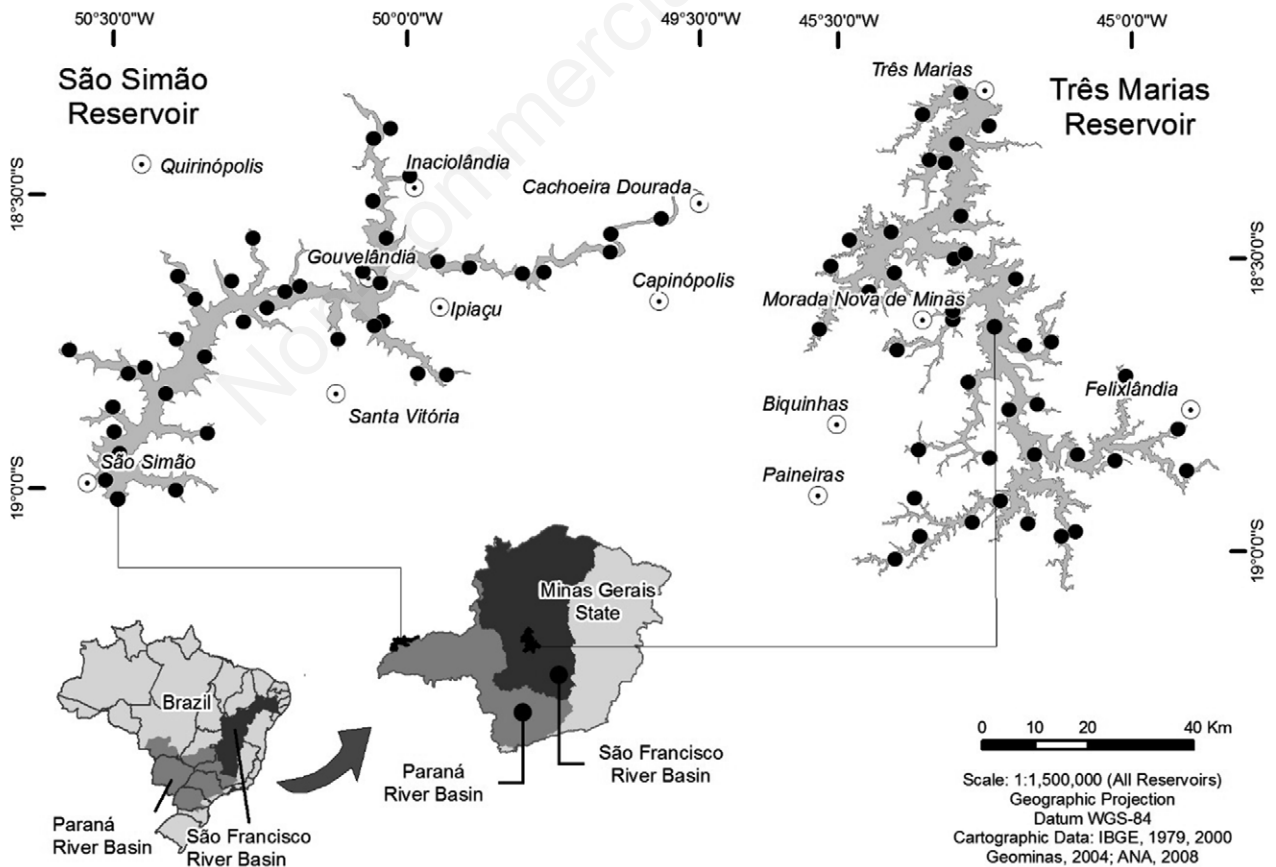 50°30'0"W
50°0'0"W
49°30'0"W
45°30'0"W
45°0'0"W
São Simão
Reservoir
Três Marias
Reservoir
Três Marias
Quirinópolis
Inaciolândia
Cachoeira Dourada
18°30'0"S
18°30'0"S
Gouvelândia
Capinópolis
Ipiaçu
Morada Nova de Minas
Santa Vitória
Biquinhas
Felixlândia
São Simão
Paineiras
19°0'0"S
19°0'0"S
Minas Gerais
State
Brazil
Paraná
River Basin
São Francisco
River Basin
Paraná
River Basin
São Francisco
River Basin
0 10 20 40 Km
Scale: 1:1,500,000 (All Reservoirs)
Geographic Projection
Datum WGS-84
Cartographic Data: IBGE, 1979, 2000
Geominas, 2004; ANA, 2008